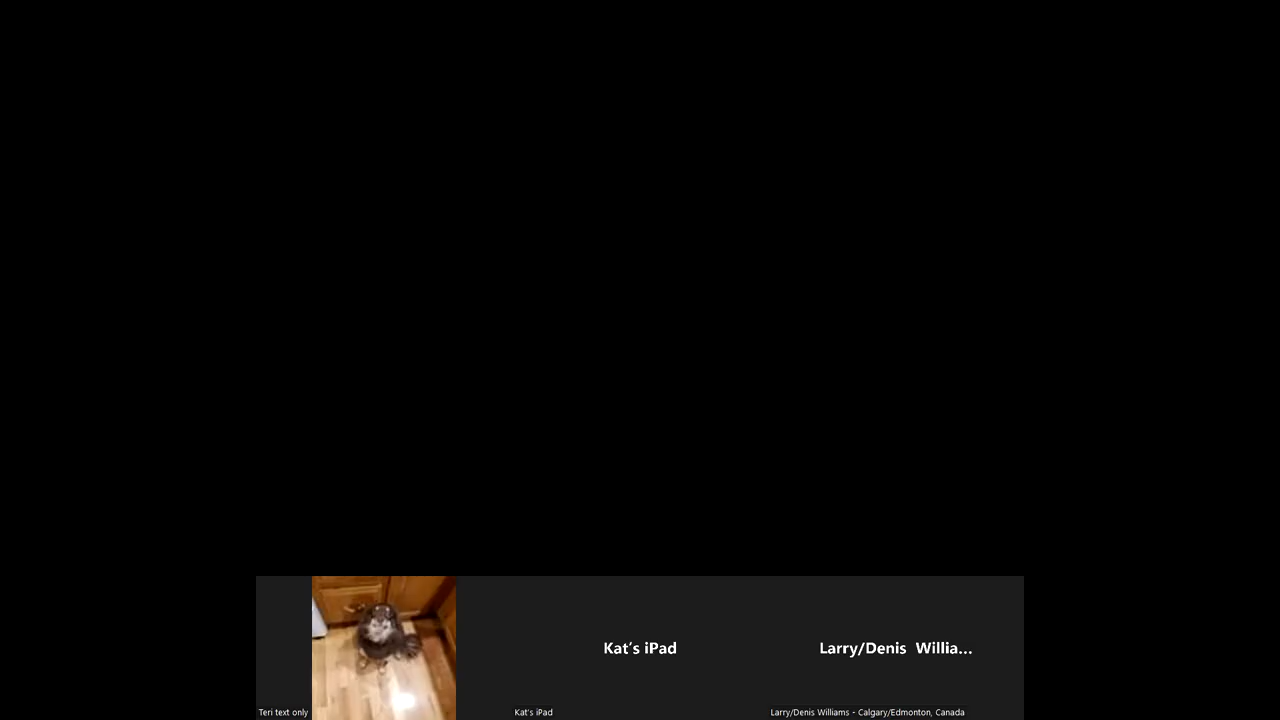 Kat's iPad
Larry/Denis Willia...
Teri text only
Kat's iPad
Larry/Denis Williams - Calgary/Edmonton, Canada